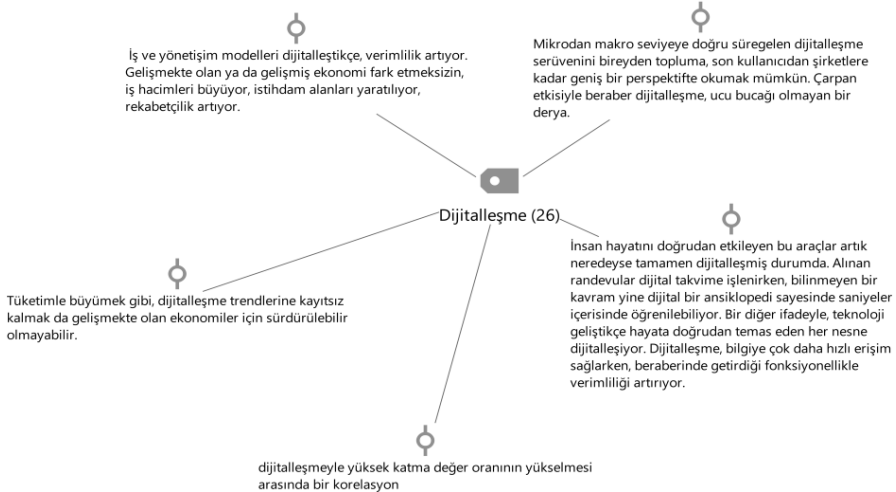 İş ve yönetişim modelleri dijitalleştikçe, verimlilik artıyor.
Gelişmekte olan ya da gelişmiş ekonomi fark etmeksizin,
iş hacimleri büyüyor, istihdam alanları yaratılıyor,
rekabetçilik artıyor.
Mikrodan makro seviyeye doğru süregelen dijitalleşme
serüvenini bireyden topluma, son kullanıcıdan şirketlere
kadar geniş bir perspektifte okumak mümkün. Çarpan
etkisiyle beraber dijitalleşme, ucu bucağı olmayan bir
derya.
Dijitalleşme (26)
İnsan hayatını doğrudan etkileyen bu araçlar artık
neredeyse tamamen dijitalleşmiş durumda. Alınan
randevular dijital takvime işlenirken, bilinmeyen bir
kavram yine dijital bir ansiklopedi sayesinde saniyeler
içerisinde öğrenilebiliyor. Bir diğer ifadeyle, teknoloji
geliştikçe hayata doğrudan temas eden her nesne
dijitalleşiyor. Dijitalleşme, bilgiye çok daha hızlı erişim
sağlarken, beraberinde getirdiği fonksiyonellikle
verimliliği artırıyor.
Tüketimle büyümek gibi, dijitalleşme trendlerine kayıtsız
kalmak da gelişmekte olan ekonomiler için sürdürülebilir
olmayabilir.
dijitalleşmeyle yüksek katma değer oranının yükselmesi
arasında bir korelasyon